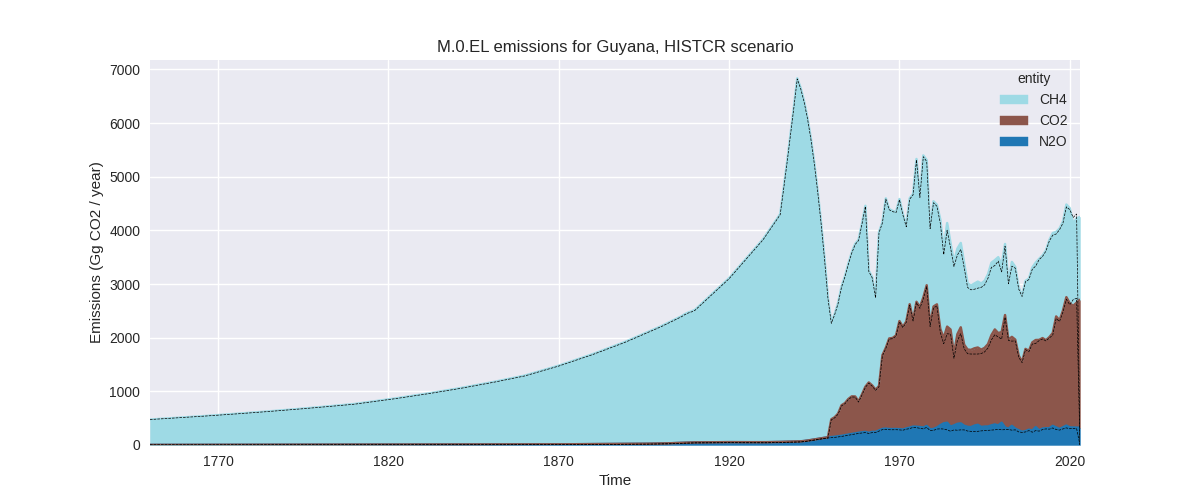 M.0.EL emissions for Guyana, HISTCR scenario
7000
6000
5000
4000
3000
2000
1000
0
Emissions (Gg CO2 / year)
entity
CH4
CO2
N2O
1770
1820
1870
1920
1970
2020
Time